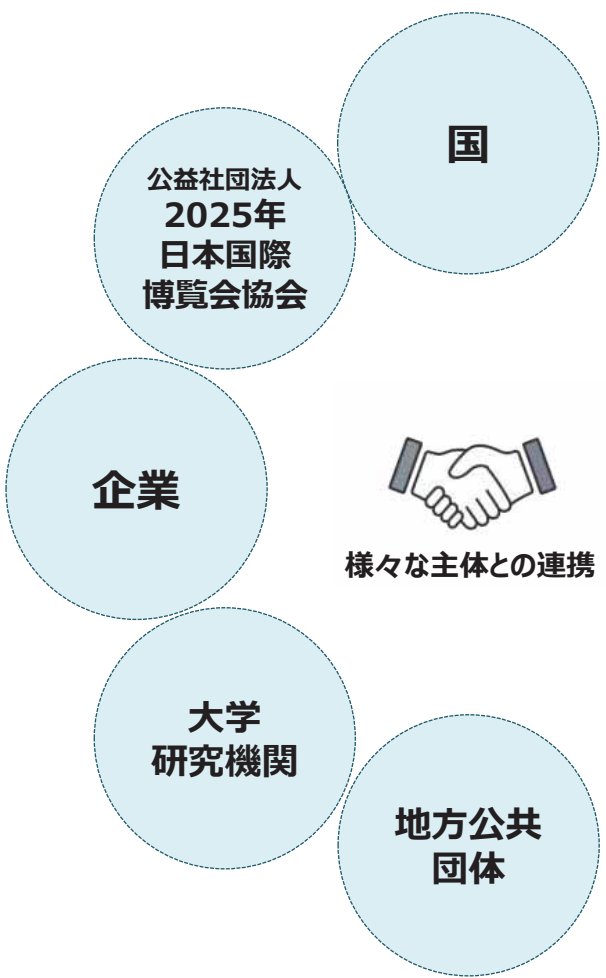 国
公益社団法人
2025年
日本国際
博覧会協会
企業
様々な主体との連携
大学
研究機関
地方公共
団体